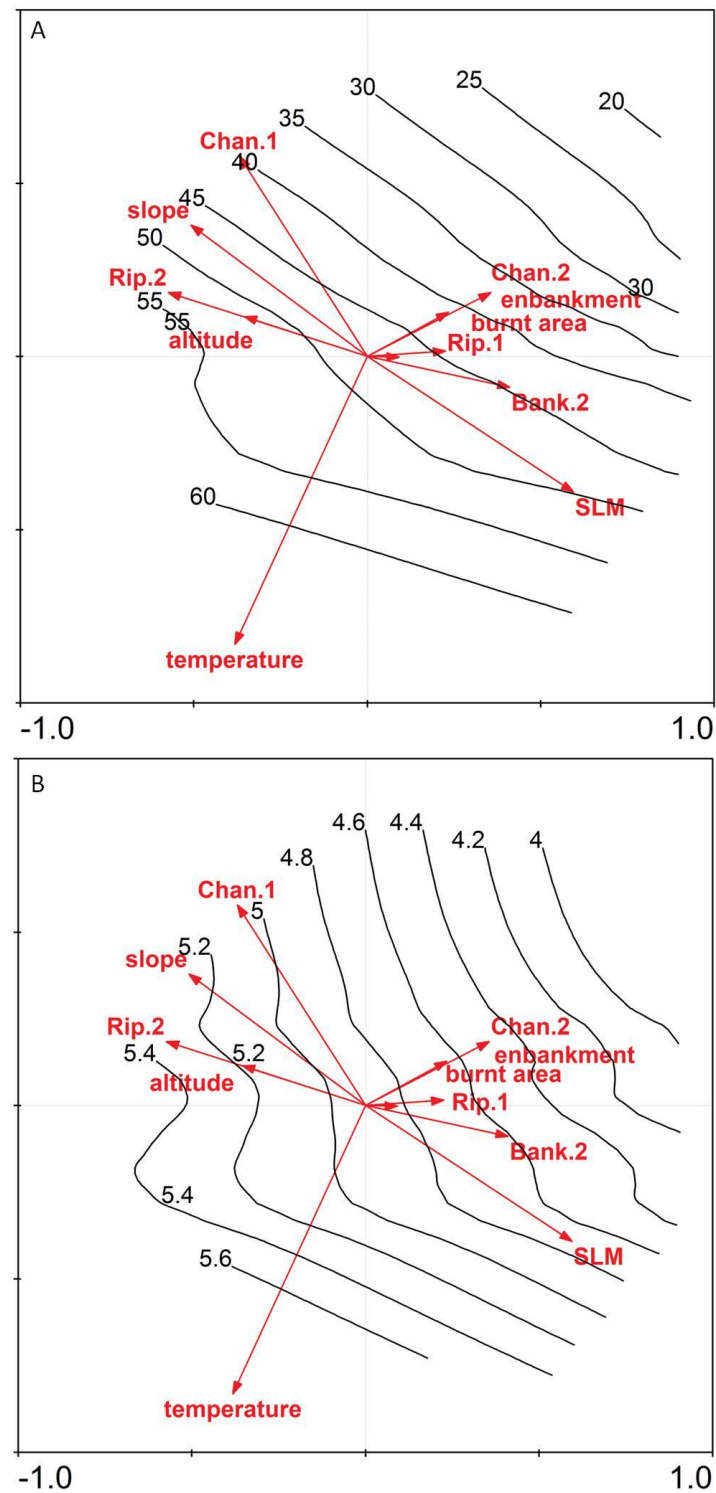 A
30
25
20
35
Chan.1
40
45
slope
50
Rip.2
Chan.2
30
enbankment
55
55
burnt area
altitude
Rip.1
Bank.2
60
SLM
temperature
-1.0
1.0
B
4.6
4.4
4.2
4
4.8
Chan.1
5
5.2
slope
Rip.2
Chan.2
5.4
5.2
enbankment
altitude
burnt area
Rip.1
Bank.2
5.4
5.6
SLM
temperature
-1.0
1.0